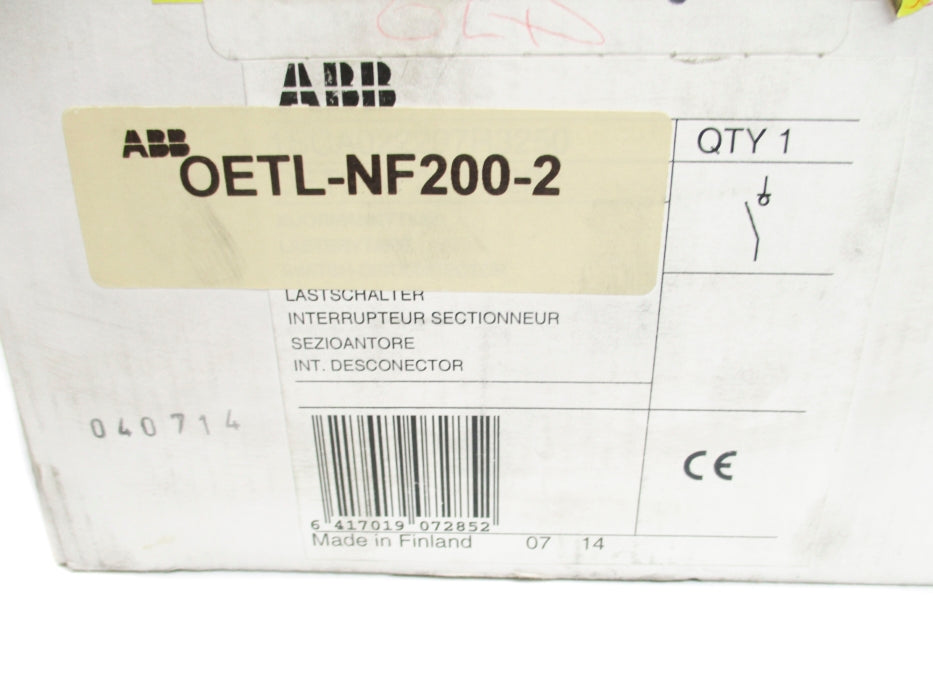 OLD
ABB
ABB
OETL-NF200-2
QTY 1
LASTSCHALTER
INTERRUPTEUR SECTIONNEUR
SEZIOANTORE
INT. DESCONECTOR
040714
CE
6 417019 072852
Made in Finland 07 14